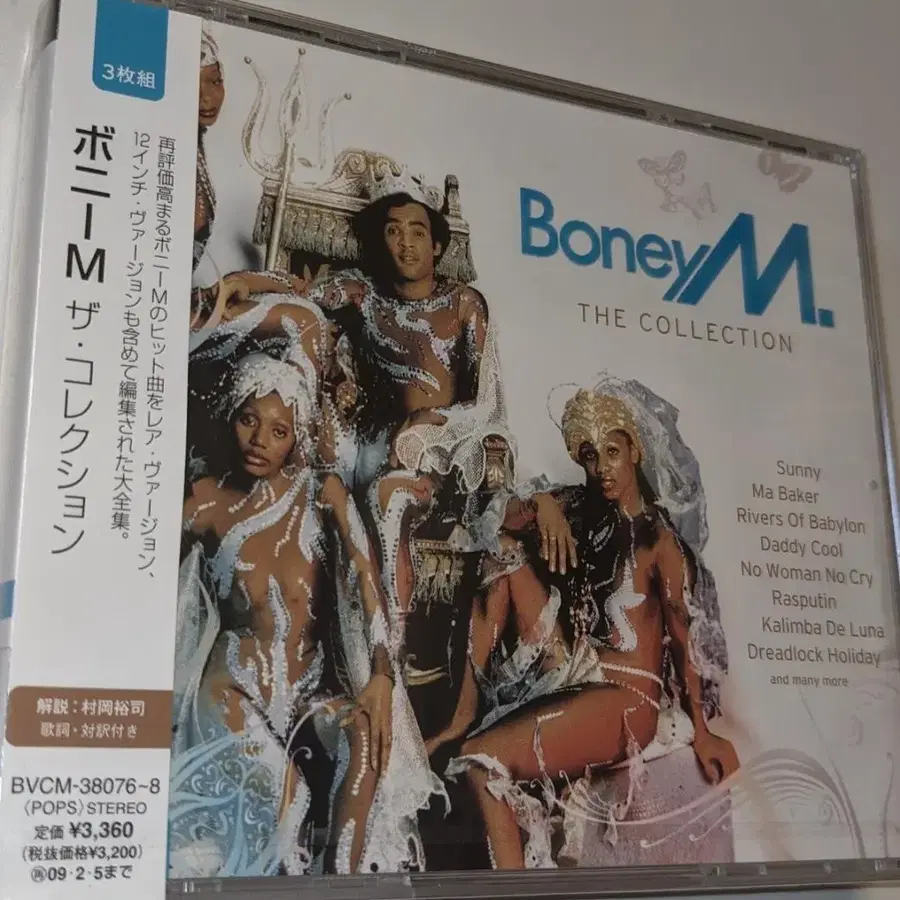 3枚組
再評価高まるボニーMのヒット曲をレア・ヴァージョン、
12インチ・ヴァージョンも含めて編集された大全集。
ボニーM ザ・コレクション
解説:村岡裕司
歌詞・対訳付き
BVCM-38076~8
〈POPS〉STEREO
定価 ¥3,360
(税抜価格¥3,200)
再09・2・5まで
Boney M.
THE COLLECTION
Sunny
Ma Baker
Rivers Of Babylon
Daddy Cool
No Woman No Cry
Rasputin
Kalimba De Luna
Dreadlock Holiday
and many more